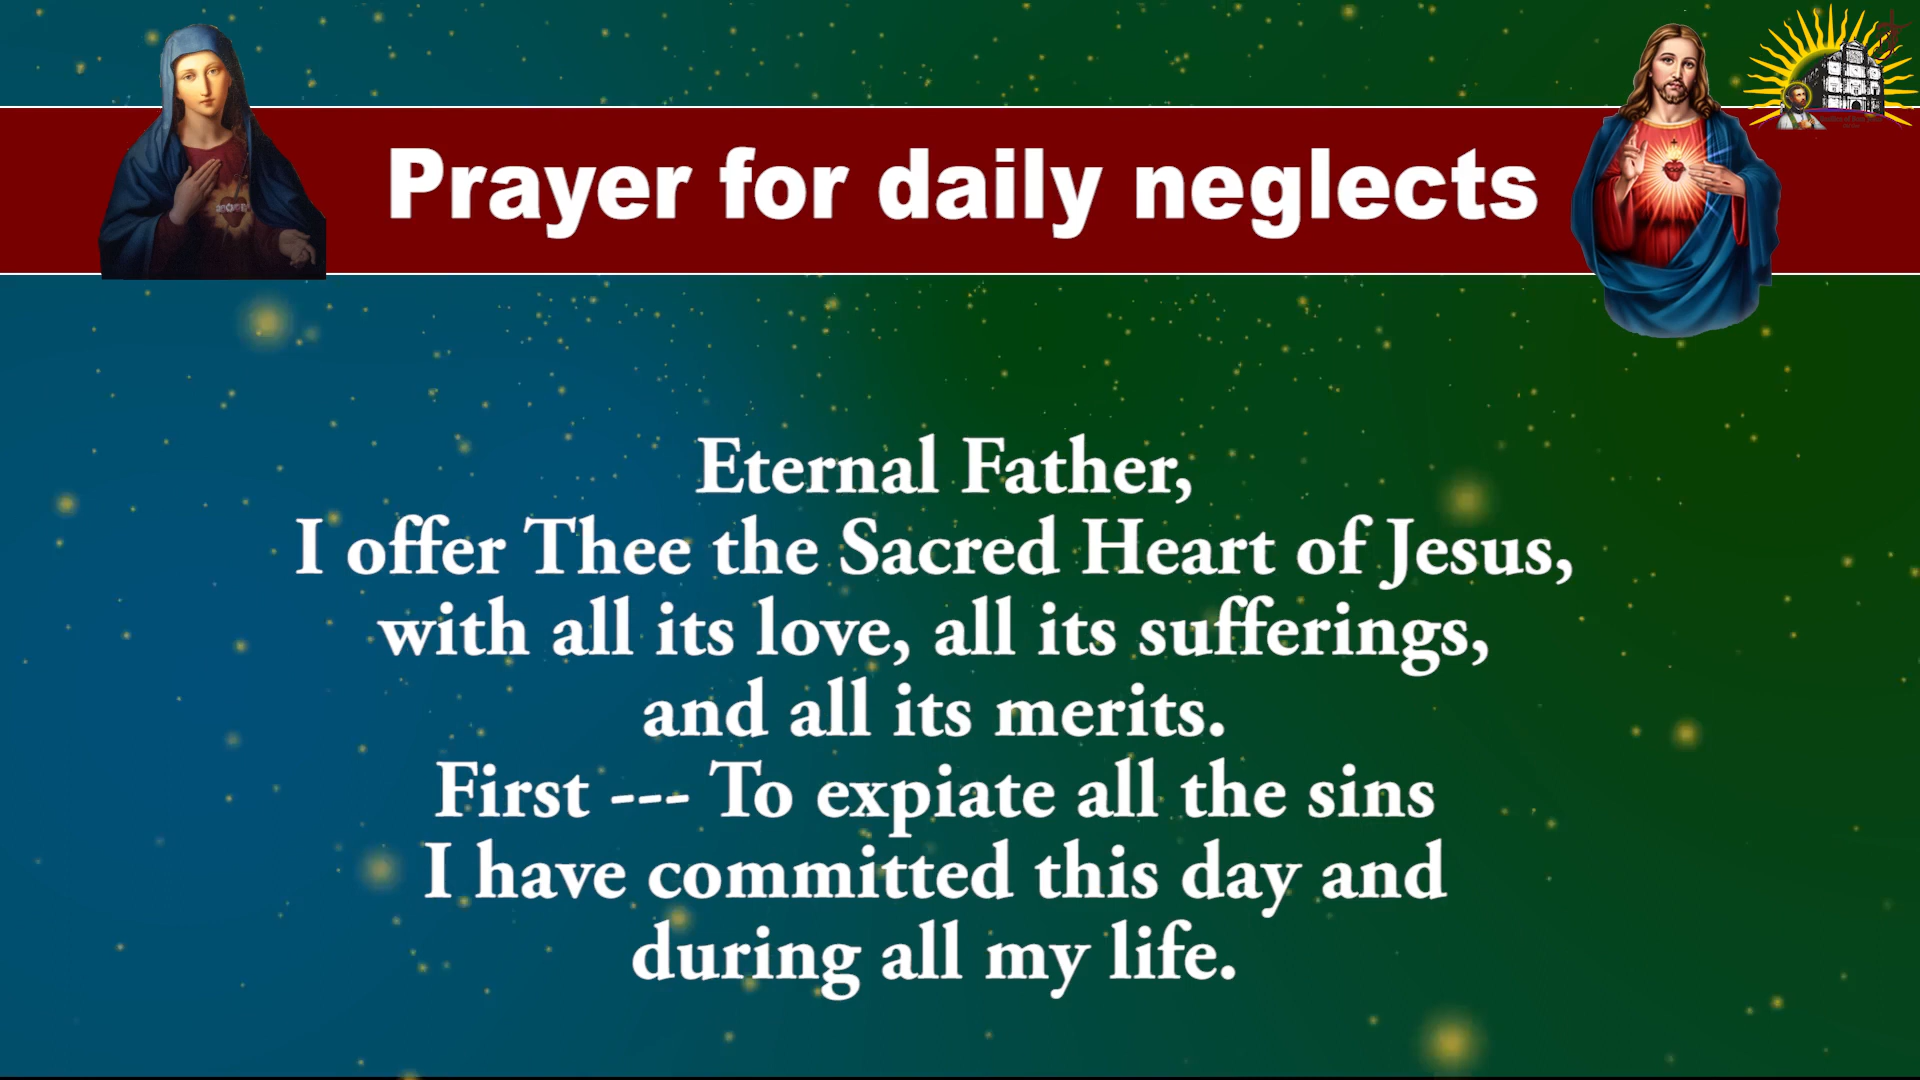 Prayer for daily neglects
Eternal Father,
I offer Thee the Sacred Heart of Jesus,
with all its love, all its sufferings,
and all its merits.
First --- To expiate all the sins
I have committed this day and
during all my life.